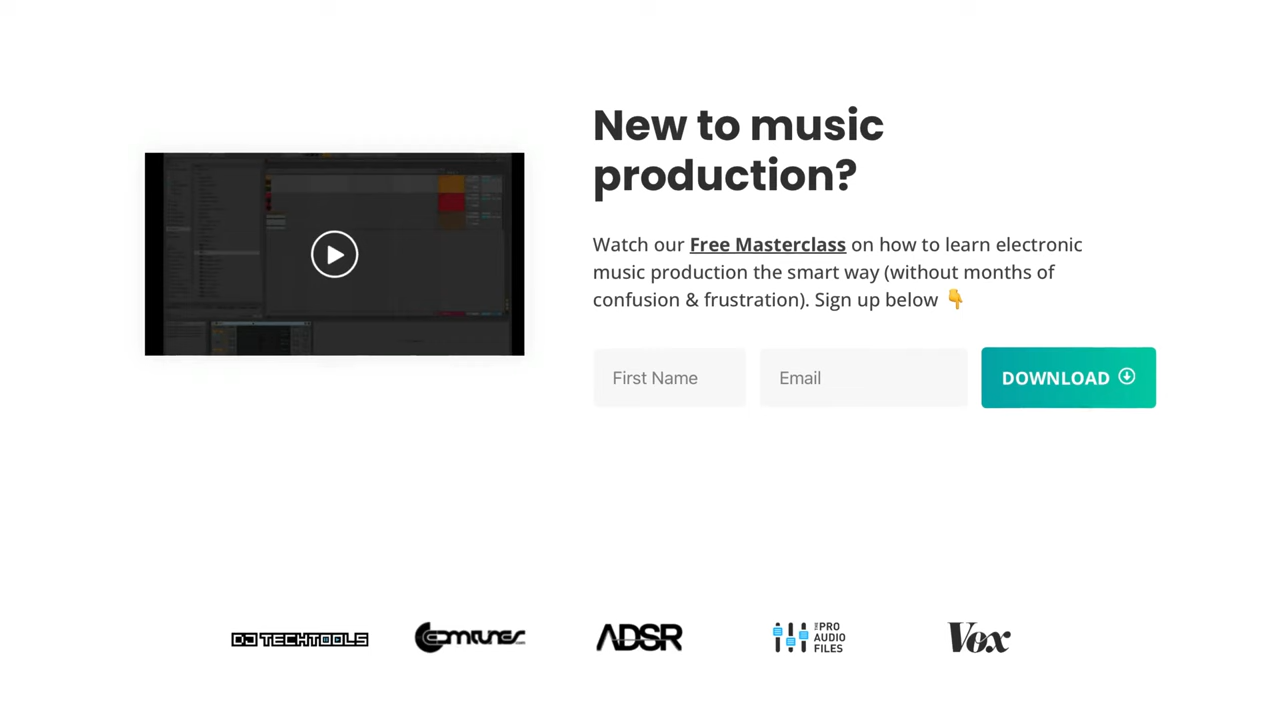 New to music
production?
Watch our Free Masterclass on how to learn electronic
music production the smart way (without months of
confusion & frustration). Sign up below 👇
First Name
Email
DOWNLOAD
DJ TECHTOOLS
edmtunes
ADSR
THE PRO
AUDIO
FILES
Vox